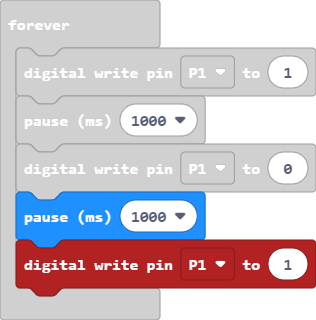 forever
digital write pin P1 to 1
pause (ms) 1000
digital write pin P1 to 0
pause (ms) 1000
digital write pin P1 to 1